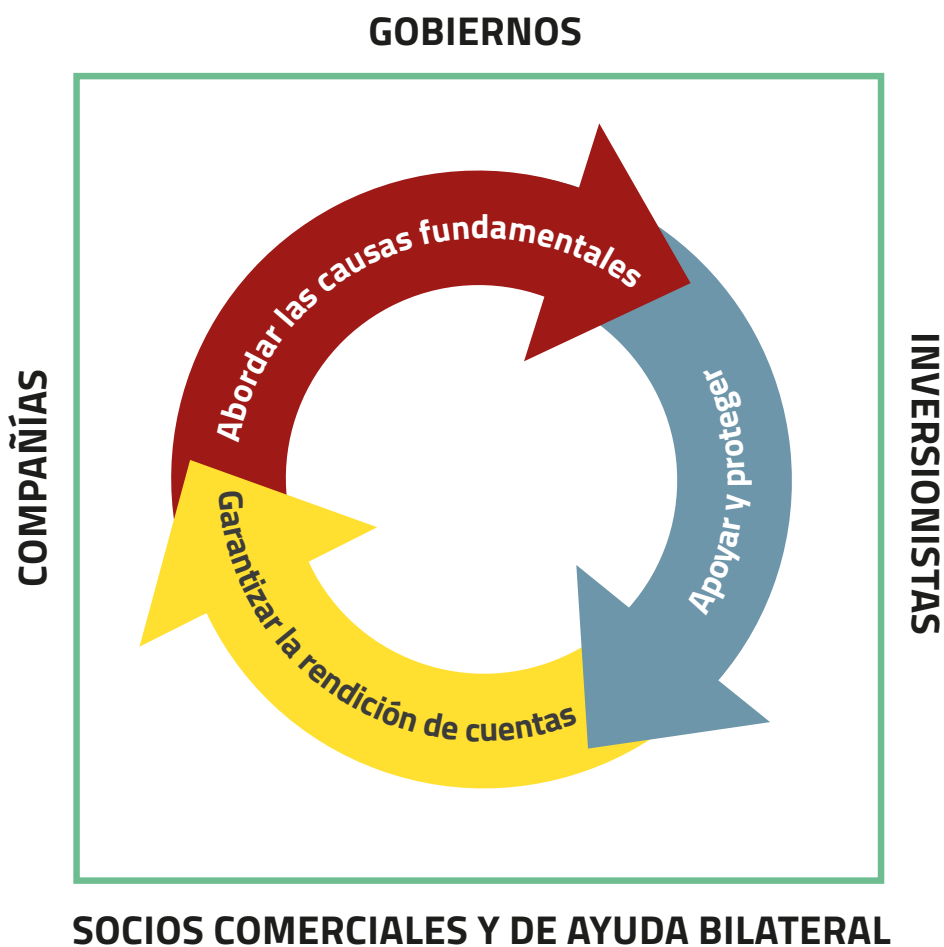 GOBIERNOS
Abordar las causas fundamentales
Apoyar y proteger
Garantizar la rendición de cuentas
COMPAÑÍAS
INVERSIONISTAS
SOCIOS COMERCIALES Y DE AYUDA BILATERAL